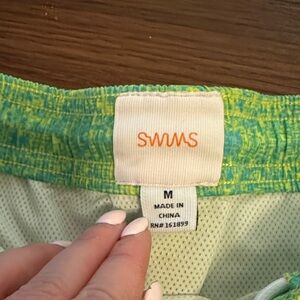 SWIMS
M
MADE IN
CHINA
RN# 161899